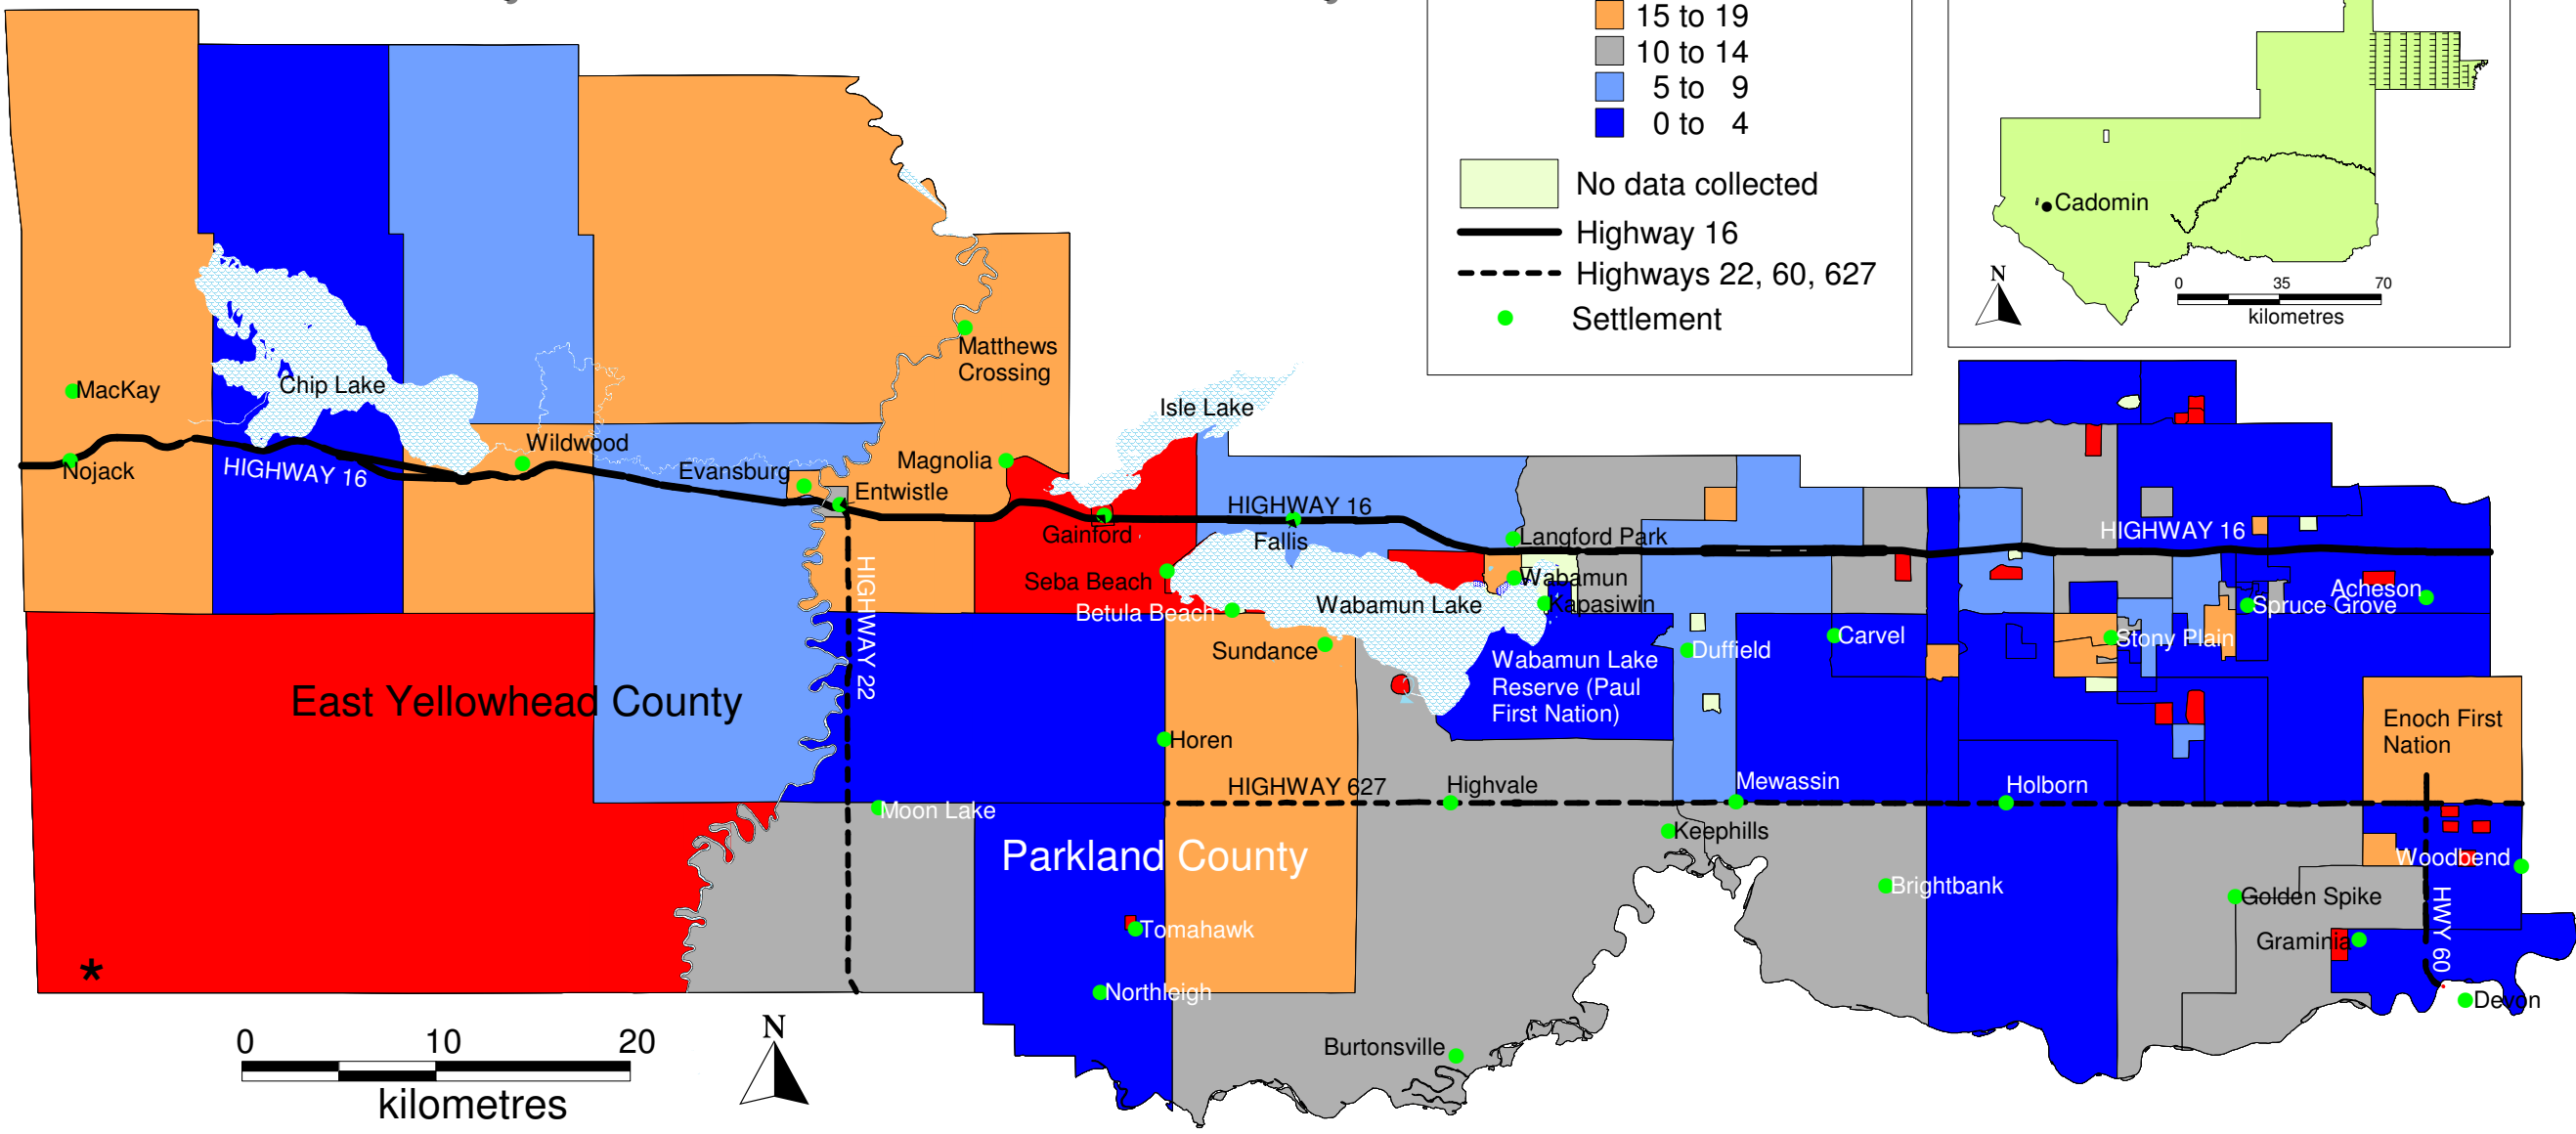 15 to 19
10 to 14
5 to 9
0 to 4
No data collected
Highway 16
Highways 22, 60, 627
Settlement
Cadomin
N
0 35 70
kilometres
Matthews
Crossing
MacKay
Chip Lake
Isle Lake
Wildwood
Nojack
HIGHWAY 16
Evansburg
Magnolia
Entwistle
HIGHWAY 16
Gainford
Fallis
Langford Park
HIGHWAY 16
Seba Beach
Wabamun
Betula Beach
Wabamun Lake
Kapasiwin
Acheson
Spruce Grove
HIGHWAY 22
Sundance
Wabamun Lake
Reserve (Paul
First Nation)
Duffield
Carvel
Stony Plain
East Yellowhead County
Horen
Enoch First
Nation
HIGHWAY 627
Highvale
Mewassin
Holborn
Moon Lake
Keephills
Parkland County
Woodbend
Brightbank
Golden Spike
Tomahawk
Graminia
HWY 60
*
Northleigh
Devon
0 10 20
kilometres
N
Burtonsville